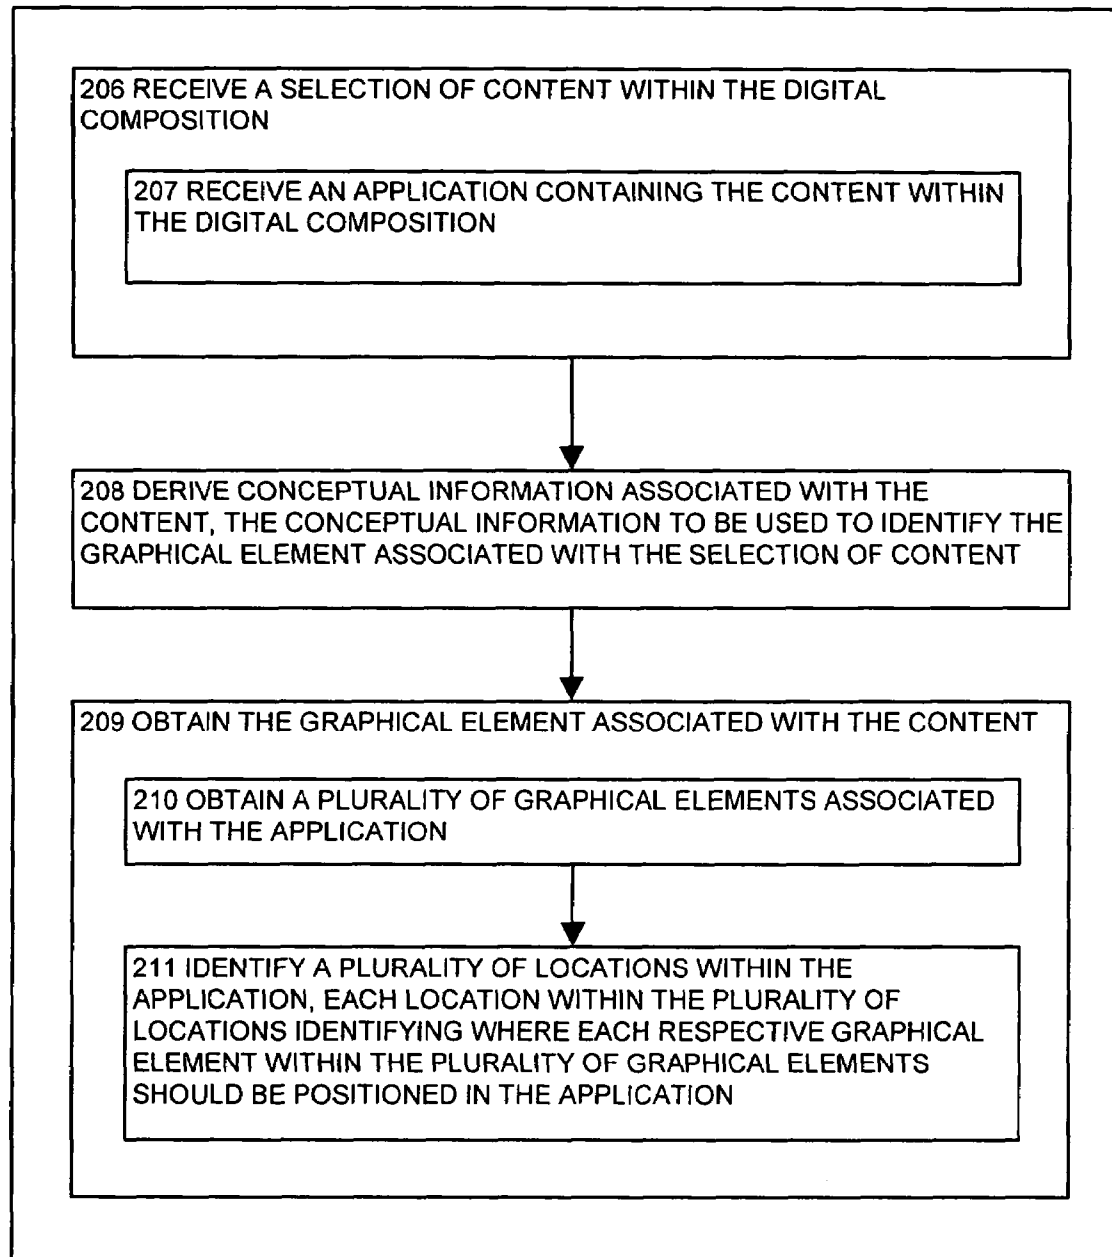 206 RECEIVE A SELECTION OF CONTENT WITHIN THE DIGITAL
COMPOSITION
207 RECEIVE AN APPLICATION CONTAINING THE CONTENT WITHIN
THE DIGITAL COMPOSITION
208 DERIVE CONCEPTUAL INFORMATION ASSOCIATED WITH THE
CONTENT, THE CONCEPTUAL INFORMATION TO BE USED TO IDENTIFY THE
GRAPHICAL ELEMENT ASSOCIATED WITH THE SELECTION OF CONTENT
209 OBTAIN THE GRAPHICAL ELEMENT ASSOCIATED WITH THE CONTENT
210 OBTAIN A PLURALITY OF GRAPHICAL ELEMENTS ASSOCIATED
WITH THE APPLICATION
211 IDENTIFY A PLURALITY OF LOCATIONS WITHIN THE
APPLICATION, EACH LOCATION WITHIN THE PLURALITY OF
LOCATIONS IDENTIFYING WHERE EACH RESPECTIVE GRAPHICAL
ELEMENT WITHIN THE PLURALITY OF GRAPHICAL ELEMENTS
SHOULD BE POSITIONED IN THE APPLICATION